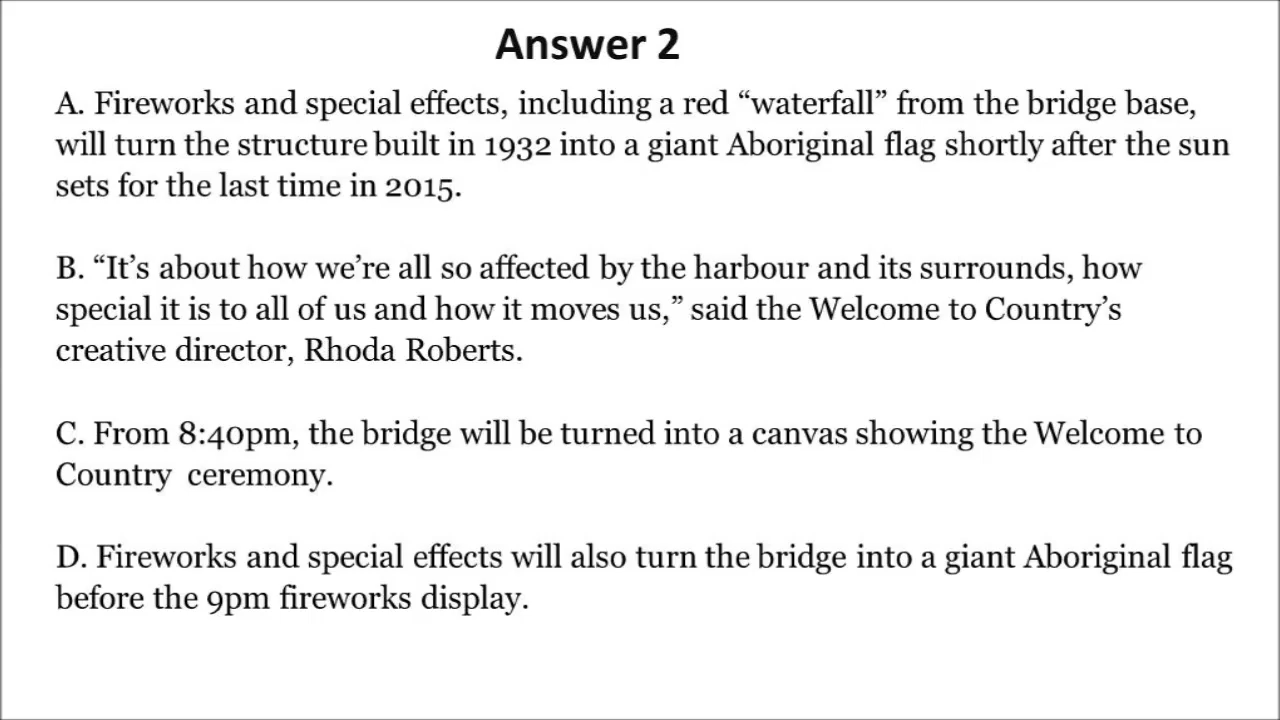 Answer 2
A. Fireworks and special effects, including a red “waterfall” from the bridge base,
will turn the structure built in 1932 into a giant Aboriginal flag shortly after the sun
sets for the last time in 2015.
B. “It’s about how we’re all so affected by the harbour and its surrounds, how
special it is to all of us and how it moves us,” said the Welcome to Country’s
creative director, Rhoda Roberts.
C. From 8:40pm, the bridge will be turned into a canvas showing the Welcome to
Country ceremony.
D. Fireworks and special effects will also turn the bridge into a giant Aboriginal flag
before the 9pm fireworks display.